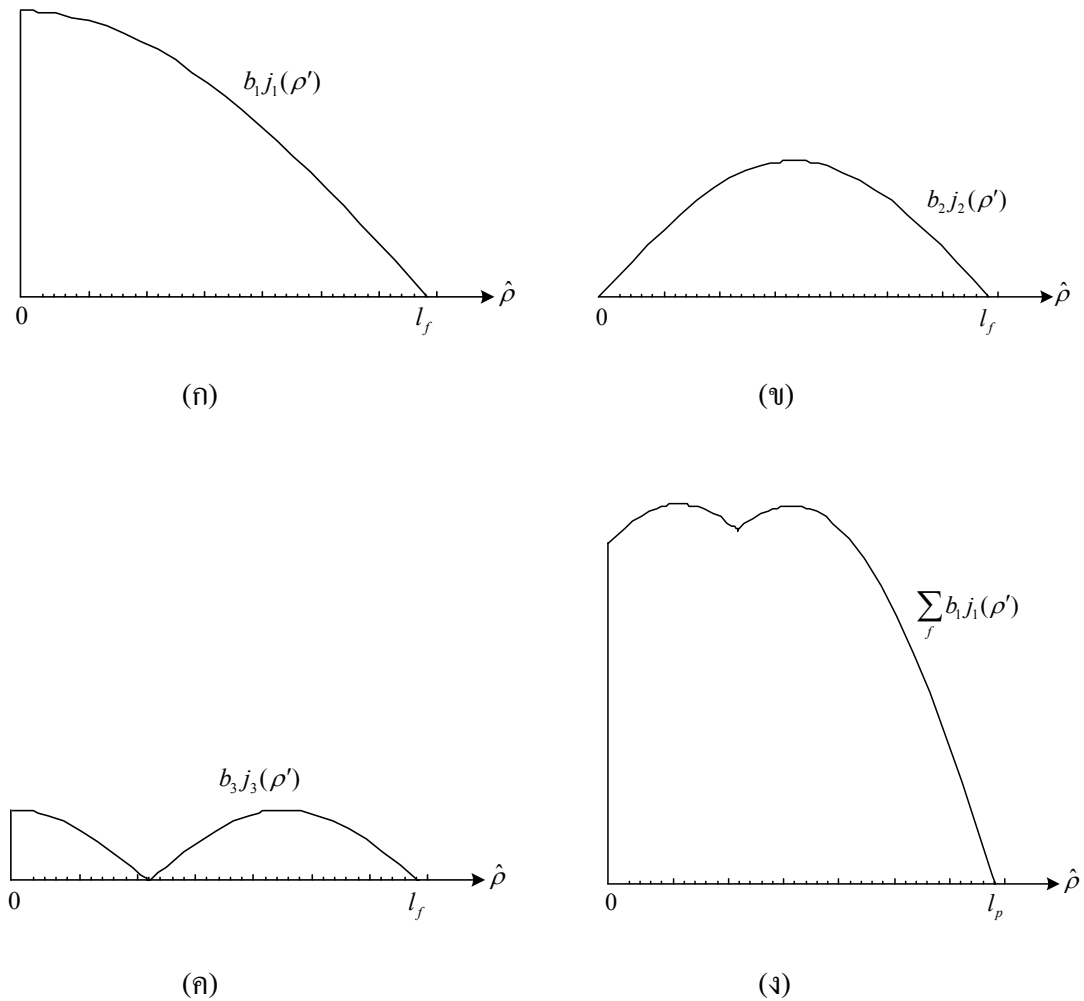 b₁j₁(ρ′)
0
l_f
ρ̂
(ก)
b₂j₂(ρ′)
0
l_f
ρ̂
(ข)
b₃j₃(ρ′)
0
l_f
ρ̂
(ค)
∑_f b₁j₁(ρ′)
0
l_p
ρ̂
(ง)